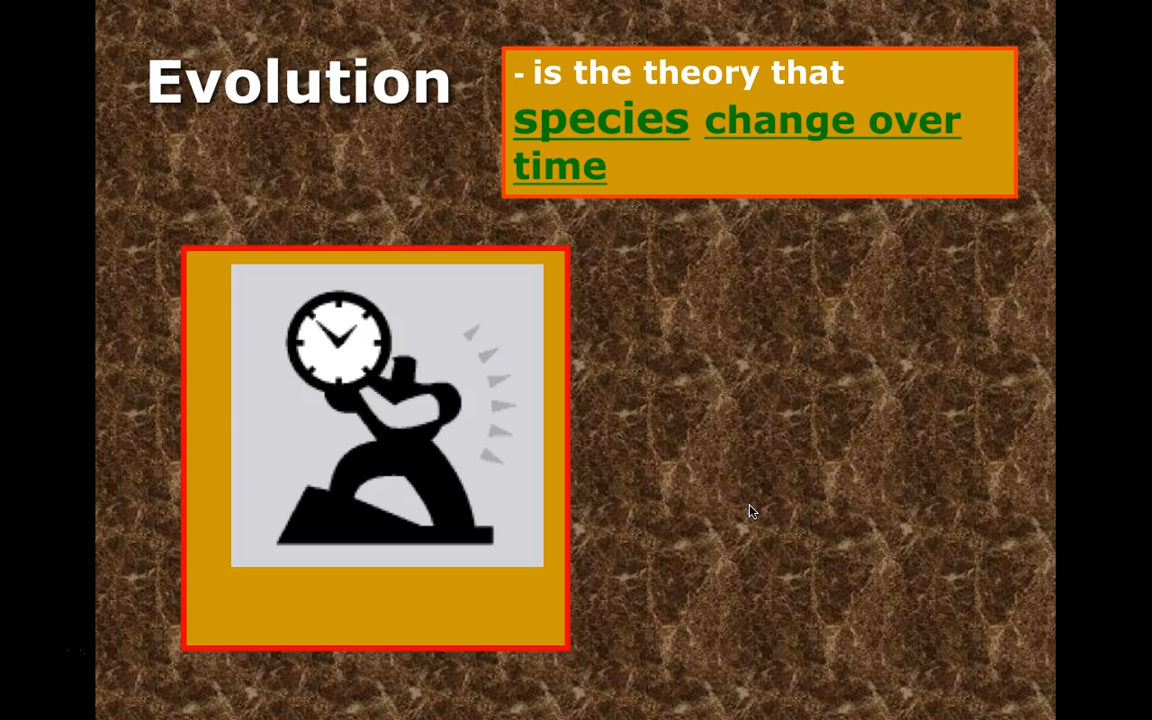 Evolution
- is the theory that
species change over
time